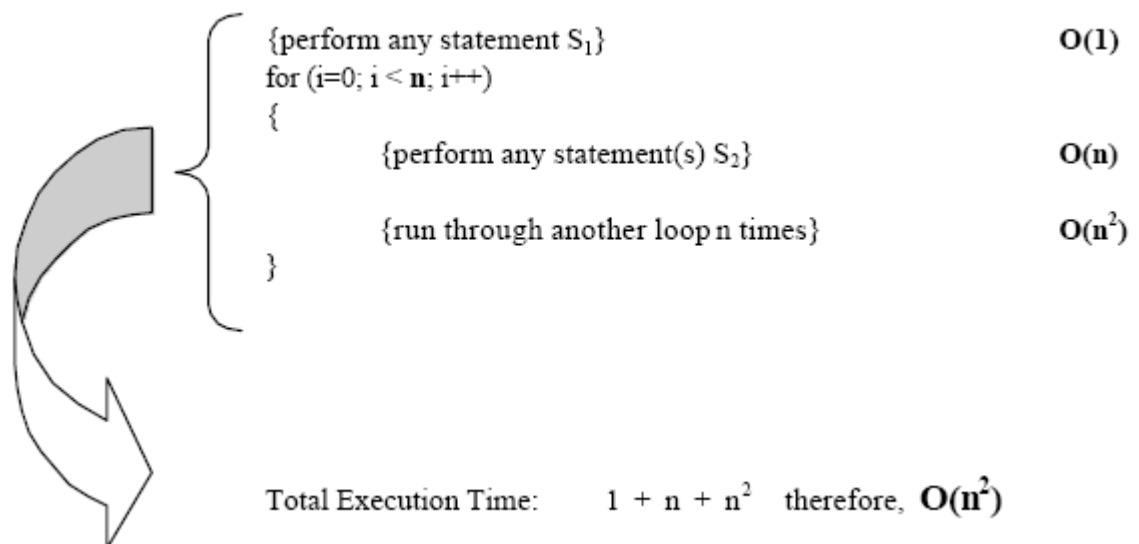 {perform any statement S₁} O(1)
for (i=0; i < n; i++)
{
{perform any statement(s) S₂} O(n)
{run through another loop n times} O(n²)
}
Total Execution Time: 1 + n + n² therefore, O(n²)